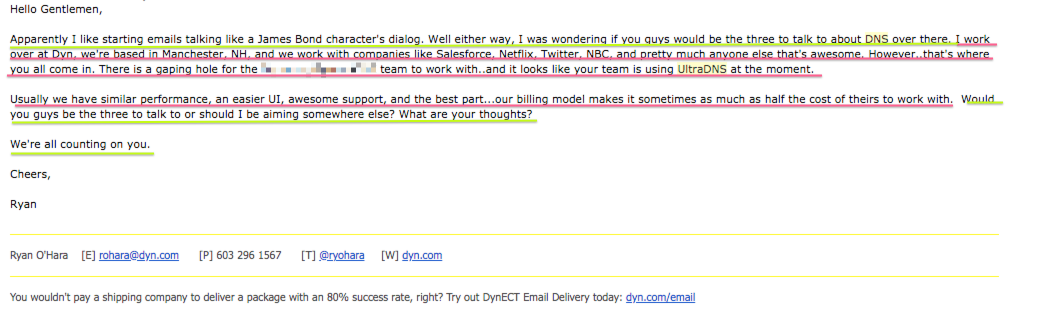 Hello Gentlemen,
Apparently I like starting emails talking like a James Bond character's dialog. Well either way, I was wondering if you guys would be the three to talk to about DNS over there. I work
over at Dyn, we're based in Manchester, NH, and we work with companies like Salesforce, Netflix, Twitter, NBC, and pretty much anyone else that's awesome. However..that's where
you all come in. There is a gaping hole for the team to work with..and it looks like your team is using UltraDNS at the moment.
Usually we have similar performance, an easier UI, awesome support, and the best part...our billing model makes it sometimes as much as half the cost of theirs to work with. Would
you guys be the three to talk to or should I be aiming somewhere else? What are your thoughts?
We're all counting on you.
Cheers,
Ryan
Ryan O'Hara [E] rohara@dyn.com [P] 603 296 1567 [T] @ryohara [W] dyn.com
You wouldn't pay a shipping company to deliver a package with an 80% success rate, right? Try out DynECT Email Delivery today: dyn.com/email